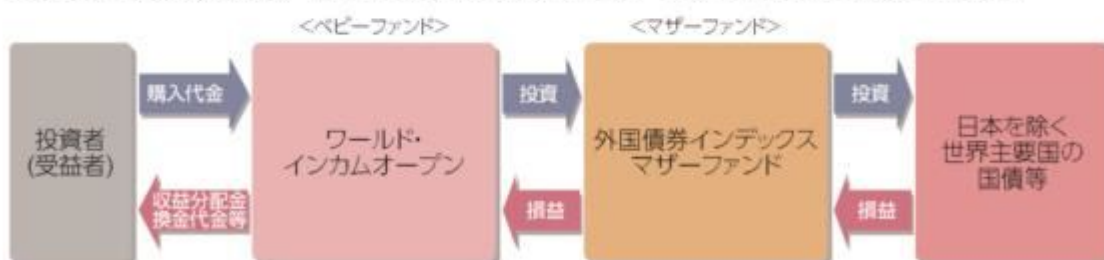 <ベビーファンド>
<マザーファンド>
投資者
(受益者)
購入代金
収益分配金
換金代金等
ワールド・
インカムオープン
投資
損益
外国債券インデックス
マザーファンド
投資
損益
日本を除く
世界主要国の
国債等